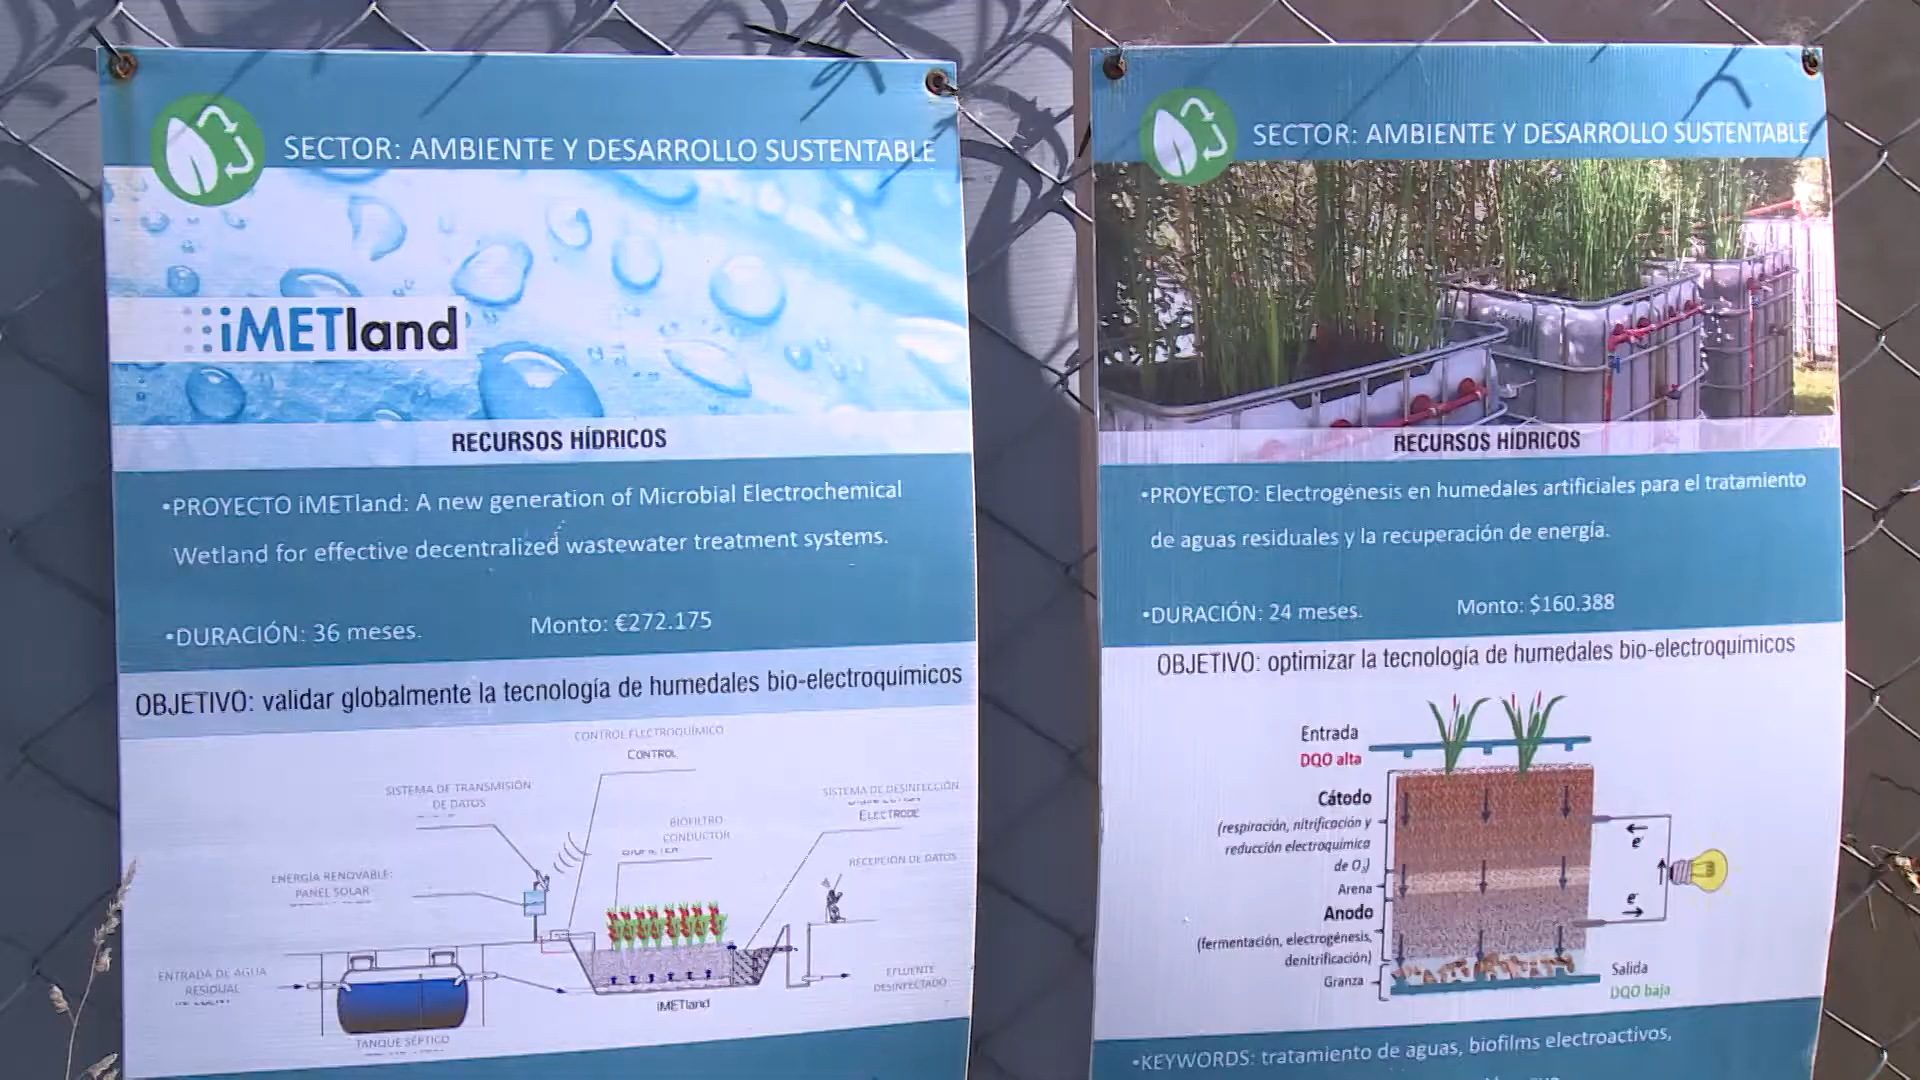 SECTOR: AMBIENTE Y DESARROLLO SUSTENTABLE
iMETland
RECURSOS HÍDRICOS
•PROYECTO iMETland: A new generation of Microbial Electrochemical
Wetland for effective decentralized wastewater treatment systems.
•DURACIÓN: 36 meses. Monto: €272.175
OBJETIVO: validar globalmente la tecnología de humedales bio-electroquímicos
CONTROL ELECTROQUÍMICO
CONTROL
SISTEMA DE TRANSMISIÓN
DE DATOS
SISTEMA DE DESINFECCIÓN
ELECTRODE
BIOFILTRO
CONDUCTOR
RECEPCIÓN DE DATOS
ENERGÍA RENOVABLE:
PANEL SOLAR
ENTRADA DE AGUA
RESIDUAL
EFLUENTE
DESINFECTADO
iMETland
TANQUE SÉPTICO
SECTOR: AMBIENTE Y DESARROLLO SUSTENTABLE
RECURSOS HÍDRICOS
•PROYECTO: Electrogénesis en humedales artificiales para el tratamiento
de aguas residuales y la recuperación de energía.
•DURACIÓN: 24 meses. Monto: $160.388
OBJETIVO: optimizar la tecnología de humedales bio-electroquímicos
Entrada
DQO alta
Cátodo
(respiración, nitrificación y
reducción electroquímica
de O₂)
Arena
Anodo
(fermentación, electrogénesis,
denitrificación)
Granza
e⁻
e⁻
Salida
DQO baja
•KEYWORDS: tratamiento de aguas, biofilms electroactivos,